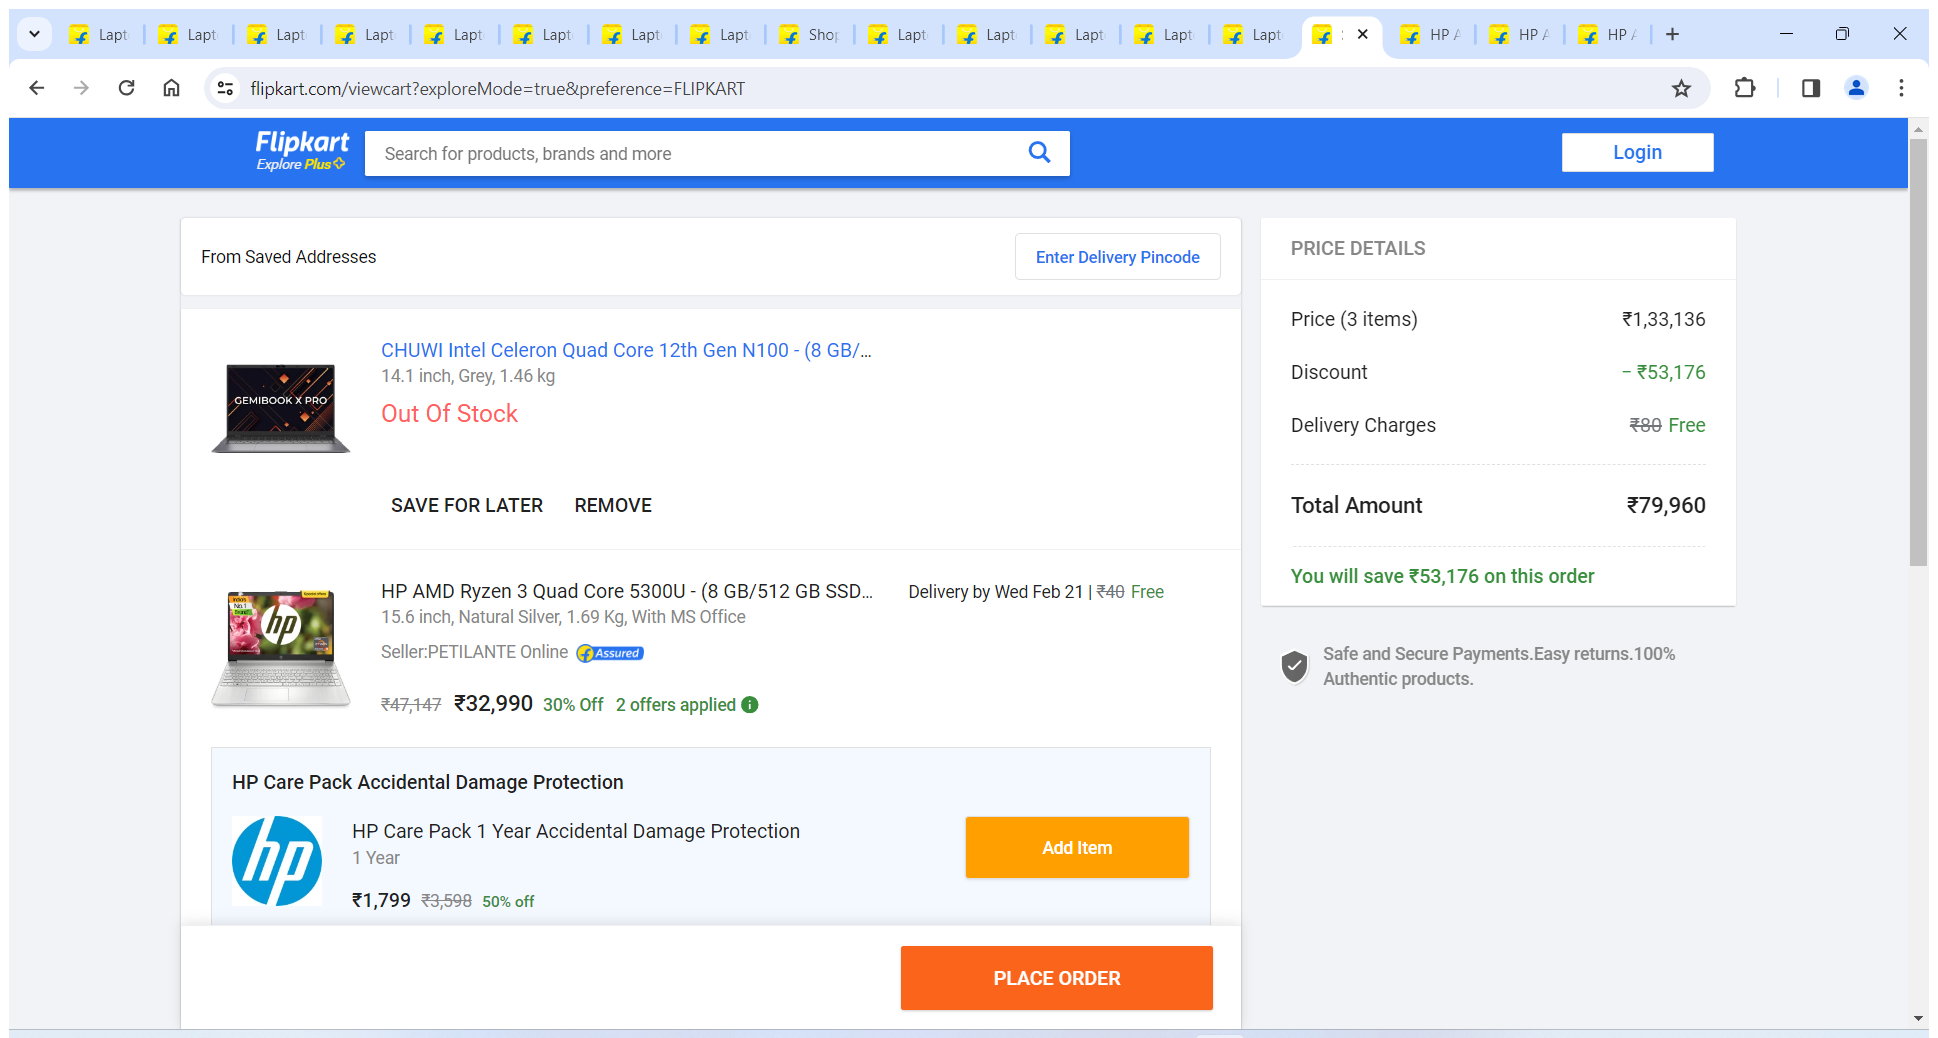 Lapt
Lapt
Lapt
Lapt
Lapt
Lapt
Lapt
Lapt
Shop
Lapt
Lapt
Lapt
Lapt
Lapt
HP A
HP A
HP A
flipkart.com/viewcart?exploreMode=true&preference=FLIPKART
Flipkart
Explore Plus
Search for products, brands and more
Login
From Saved Addresses
Enter Delivery Pincode
CHUWI Intel Celeron Quad Core 12th Gen N100 - (8 GB/...
14.1 inch, Grey, 1.46 kg
Out Of Stock
GEMIBOOK X PRO
SAVE FOR LATER REMOVE
HP AMD Ryzen 3 Quad Core 5300U - (8 GB/512 GB SSD...
15.6 inch, Natural Silver, 1.69 Kg, With MS Office
Seller:PETILANTE Online Assured
₹47,147 ₹32,990 30% Off 2 offers applied
Delivery by Wed Feb 21 | ₹40 Free
India's
No.1
Brand
hp
HP Care Pack Accidental Damage Protection
hp
HP Care Pack 1 Year Accidental Damage Protection
1 Year
₹1,799 ₹3,598 50% off
Add Item
PLACE ORDER
PRICE DETAILS
Price (3 items) ₹1,33,136
Discount − ₹53,176
Delivery Charges ₹80 Free
Total Amount ₹79,960
You will save ₹53,176 on this order
Safe and Secure Payments.Easy returns.100%
Authentic products.